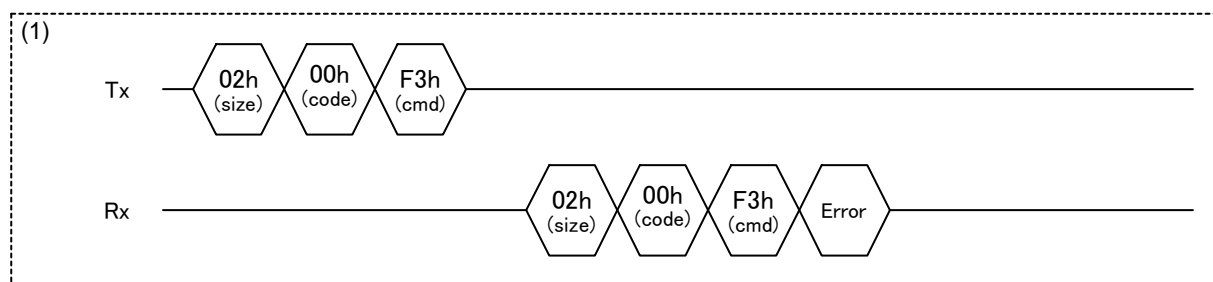 (1)
Tx
02h
(size)
00h
(code)
F3h
(cmd)
Rx
02h
(size)
00h
(code)
F3h
(cmd)
Error